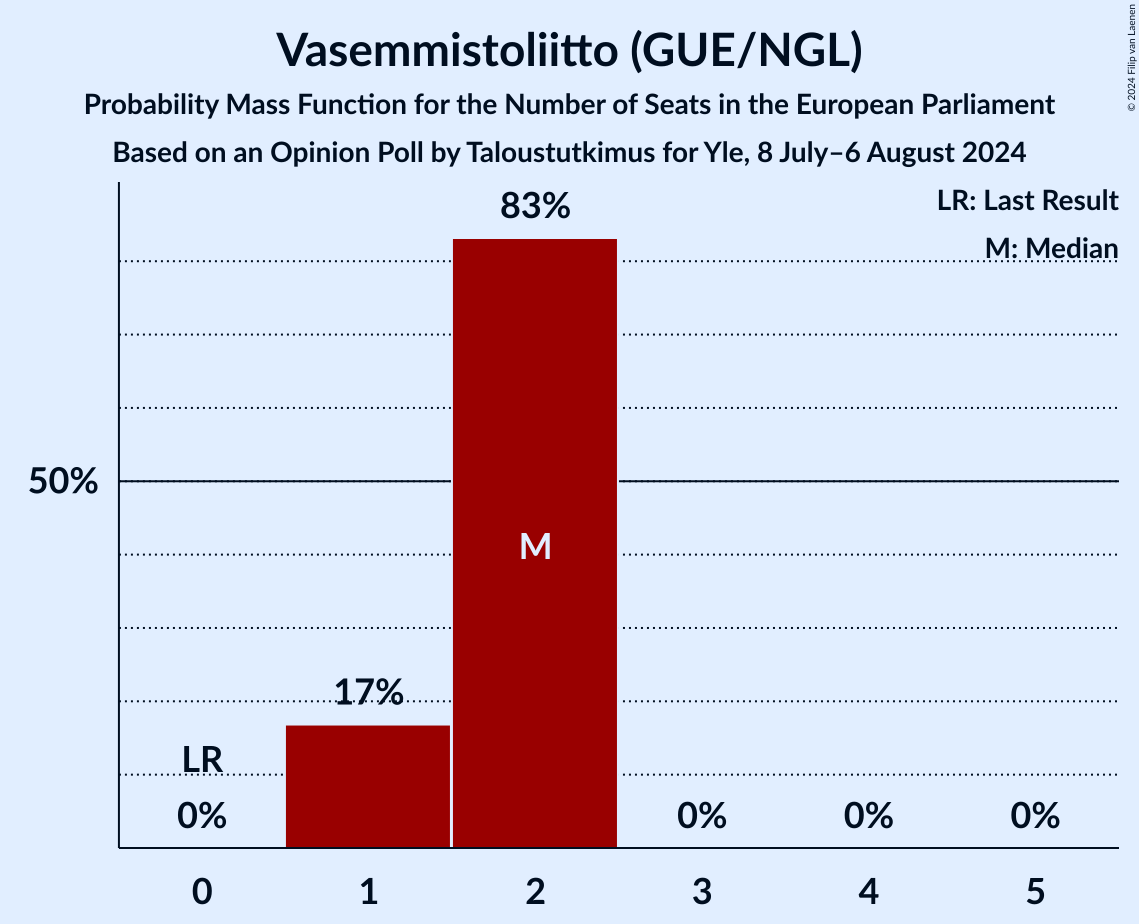 Vasemmistoliitto (GUE/NGL)
Probability Mass Function for the Number of Seats in the European Parliament
Based on an Opinion Poll by Taloustutkimus for Yle, 8 July–6 August 2024
© 2024 Filip van Laenen
LR: Last Result
M: Median
83%
50%
M
17%
LR
0%
0%
0%
0%
0
1
2
3
4
5